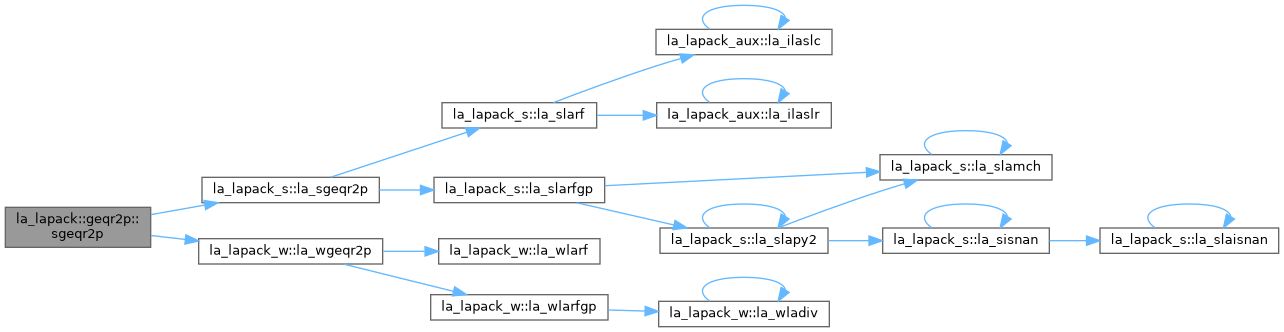 la_lapack_aux::la_ilaslc
la_lapack_s::la_slarf
la_lapack_aux::la_ilaslr
la_lapack_s::la_slamch
la_lapack_s::la_sgeqr2p
la_lapack_s::la_slarfgp
la_lapack::geqr2p::
sgeqr2p
la_lapack_s::la_slapy2
la_lapack_s::la_sisnan
la_lapack_s::la_slaisnan
la_lapack_w::la_wgeqr2p
la_lapack_w::la_wlarf
la_lapack_w::la_wlarfgp
la_lapack_w::la_wladiv